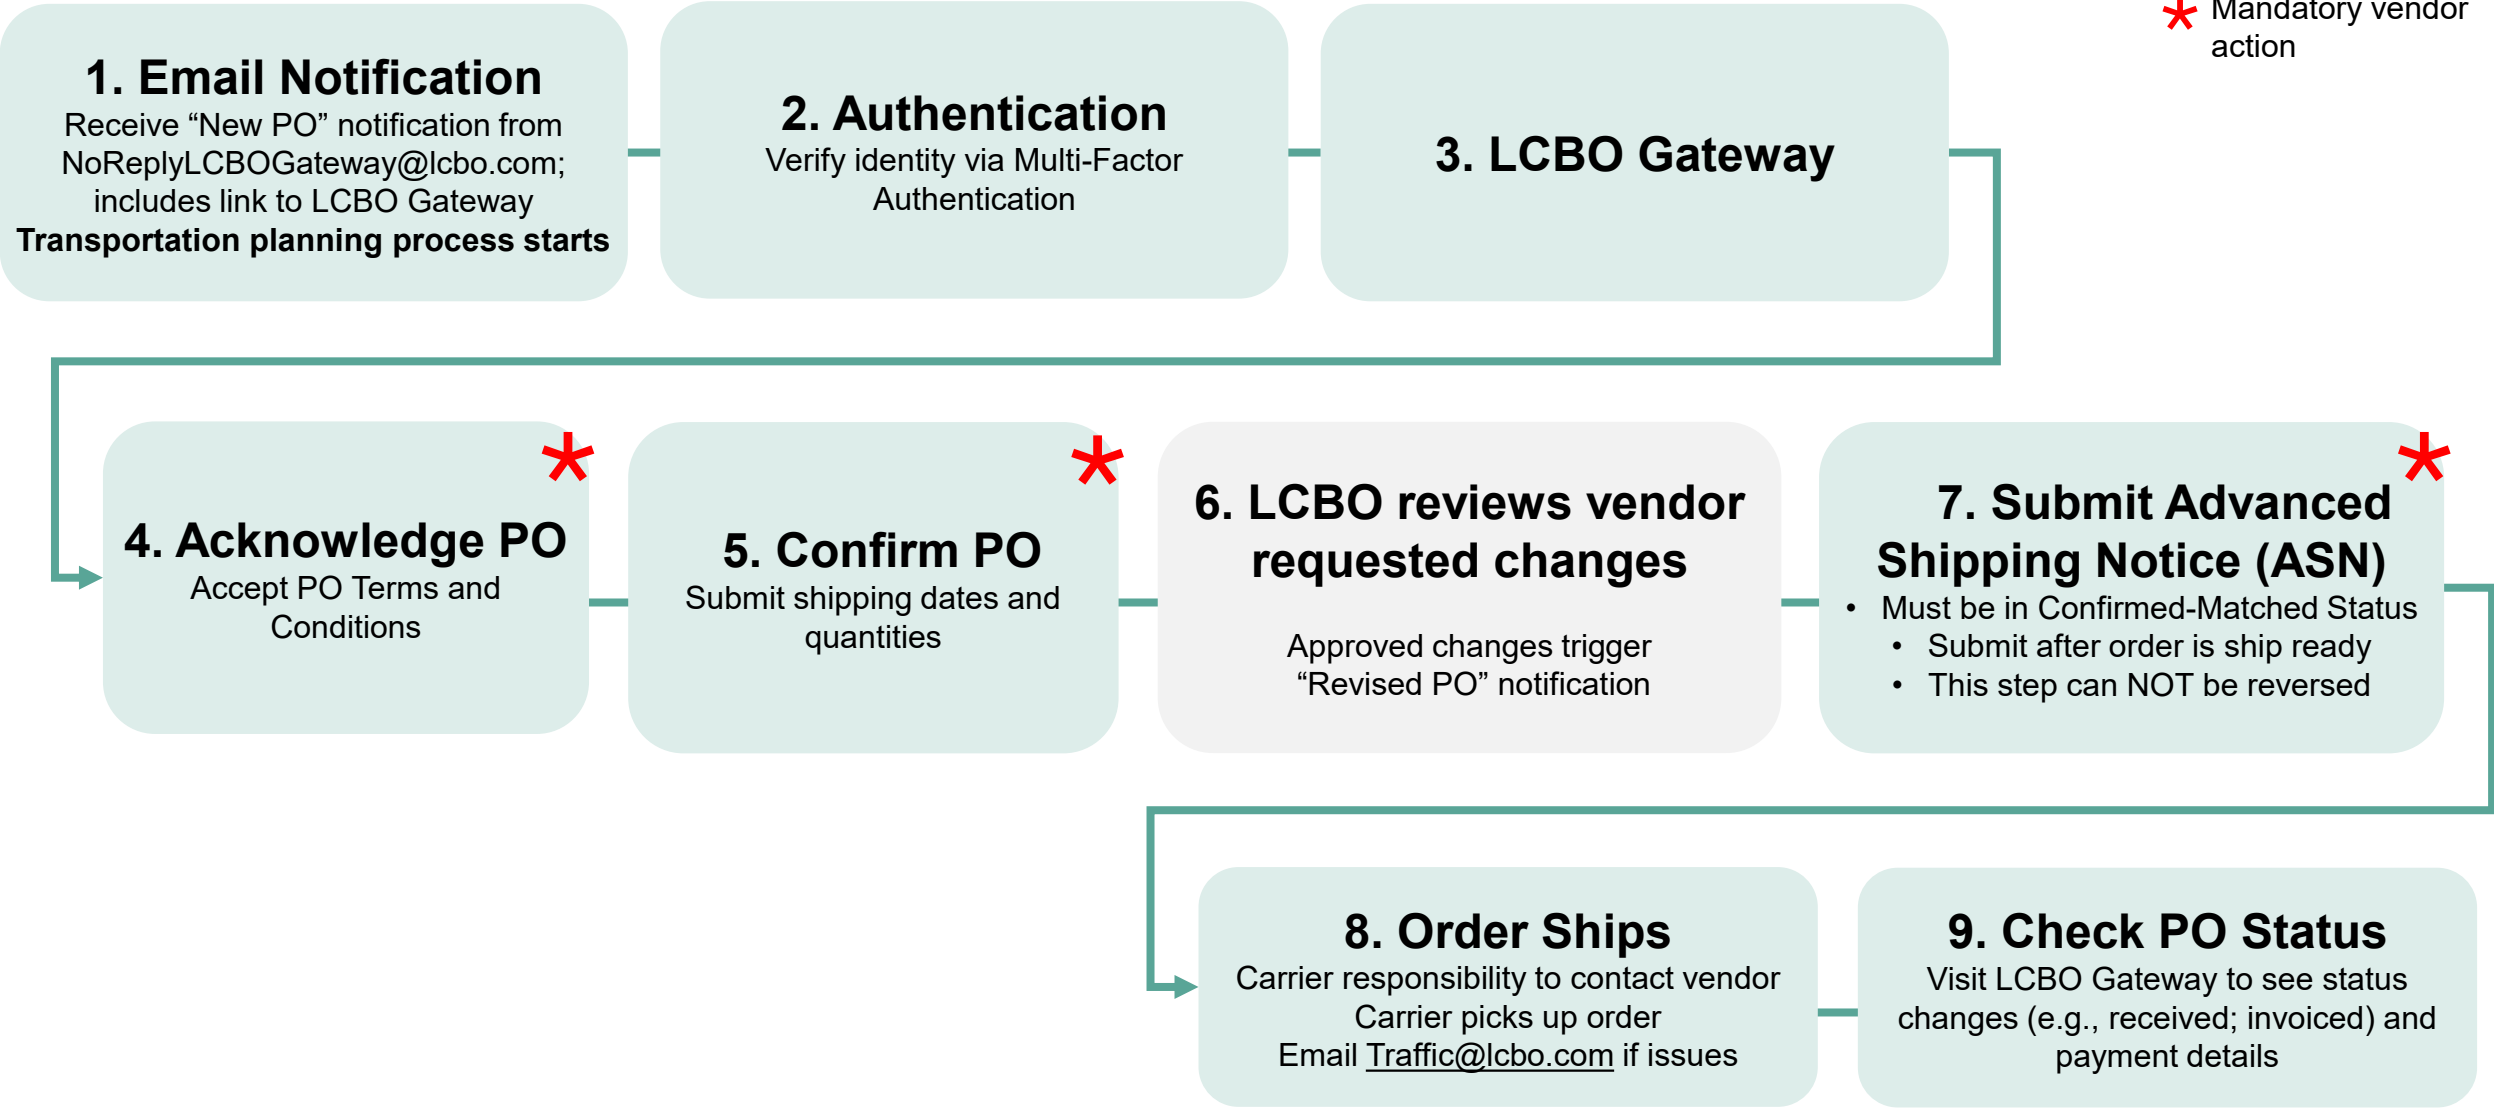 * Mandatory vendor
action
1. Email Notification
Receive “New PO” notification from
NoReplyLCBOGateway@lcbo.com;
includes link to LCBO Gateway
Transportation planning process starts
2. Authentication
Verify identity via Multi-Factor
Authentication
3. LCBO Gateway
*
4. Acknowledge PO
Accept PO Terms and
Conditions
*
5. Confirm PO
Submit shipping dates and
quantities
6. LCBO reviews vendor
requested changes
Approved changes trigger
“Revised PO” notification
*
7. Submit Advanced
Shipping Notice (ASN)
• Must be in Confirmed-Matched Status
• Submit after order is ship ready
• This step can NOT be reversed
8. Order Ships
Carrier responsibility to contact vendor
Carrier picks up order
Email Traffic@lcbo.com if issues
9. Check PO Status
Visit LCBO Gateway to see status
changes (e.g., received; invoiced) and
payment details